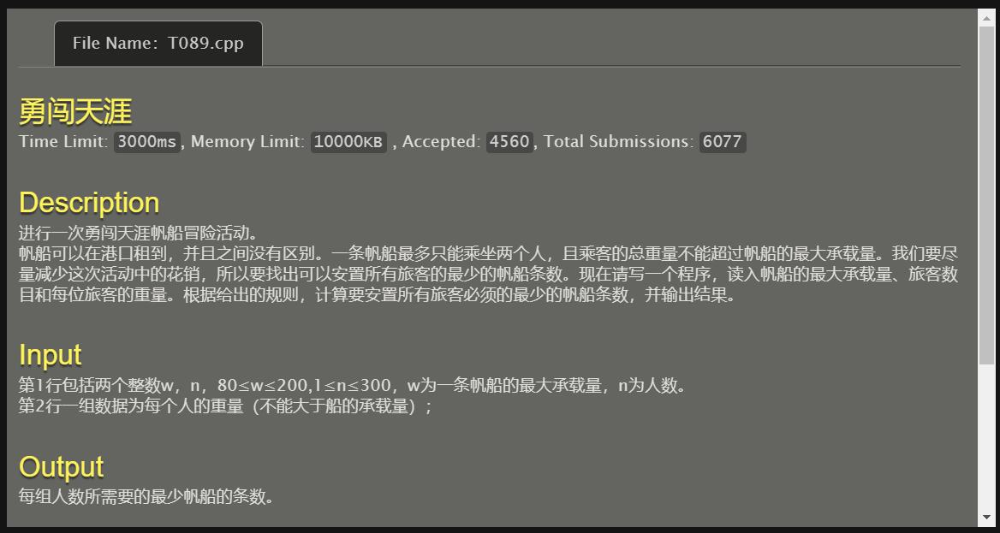 File Name：T089.cpp
勇闯天涯
Time Limit: 3000ms, Memory Limit: 10000KB , Accepted: 4560, Total Submissions: 6077
Description
进行一次勇闯天涯帆船冒险活动。
帆船可以在港口租到，并且之间没有区别。一条帆船最多只能乘坐两个人，且乘客的总重量不能超过帆船的最大承载量。我们要尽
量减少这次活动中的花销，所以要找出可以安置所有旅客的最少的帆船条数。现在请写一个程序，读入帆船的最大承载量、旅客数
目和每位旅客的重量。根据给出的规则，计算要安置所有旅客必须的最少的帆船条数，并输出结果。
Input
第1行包括两个整数w，n，80≤w≤200,1≤n≤300，w为一条帆船的最大承载量，n为人数。
第2行一组数据为每个人的重量（不能大于船的承载量）;
Output
每组人数所需要的最少帆船的条数。